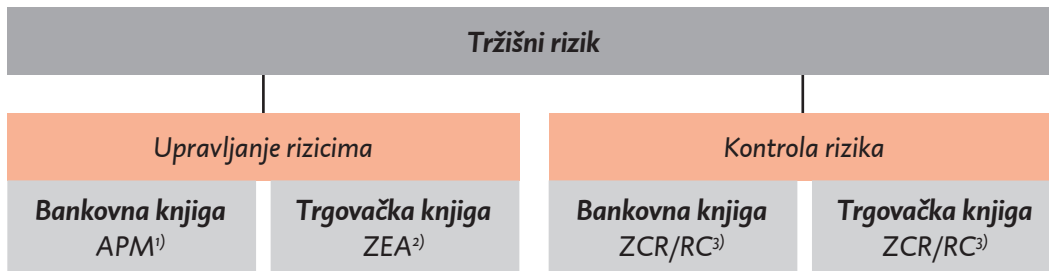 Tržišni rizik
Upravljanje rizicima
Kontrola rizika
Bankovna knjiga
APM¹⁾
Trgovačka knjiga
ZEA²⁾
Bankovna knjiga
ZCR/RC³⁾
Trgovačka knjiga
ZCR/RC³⁾